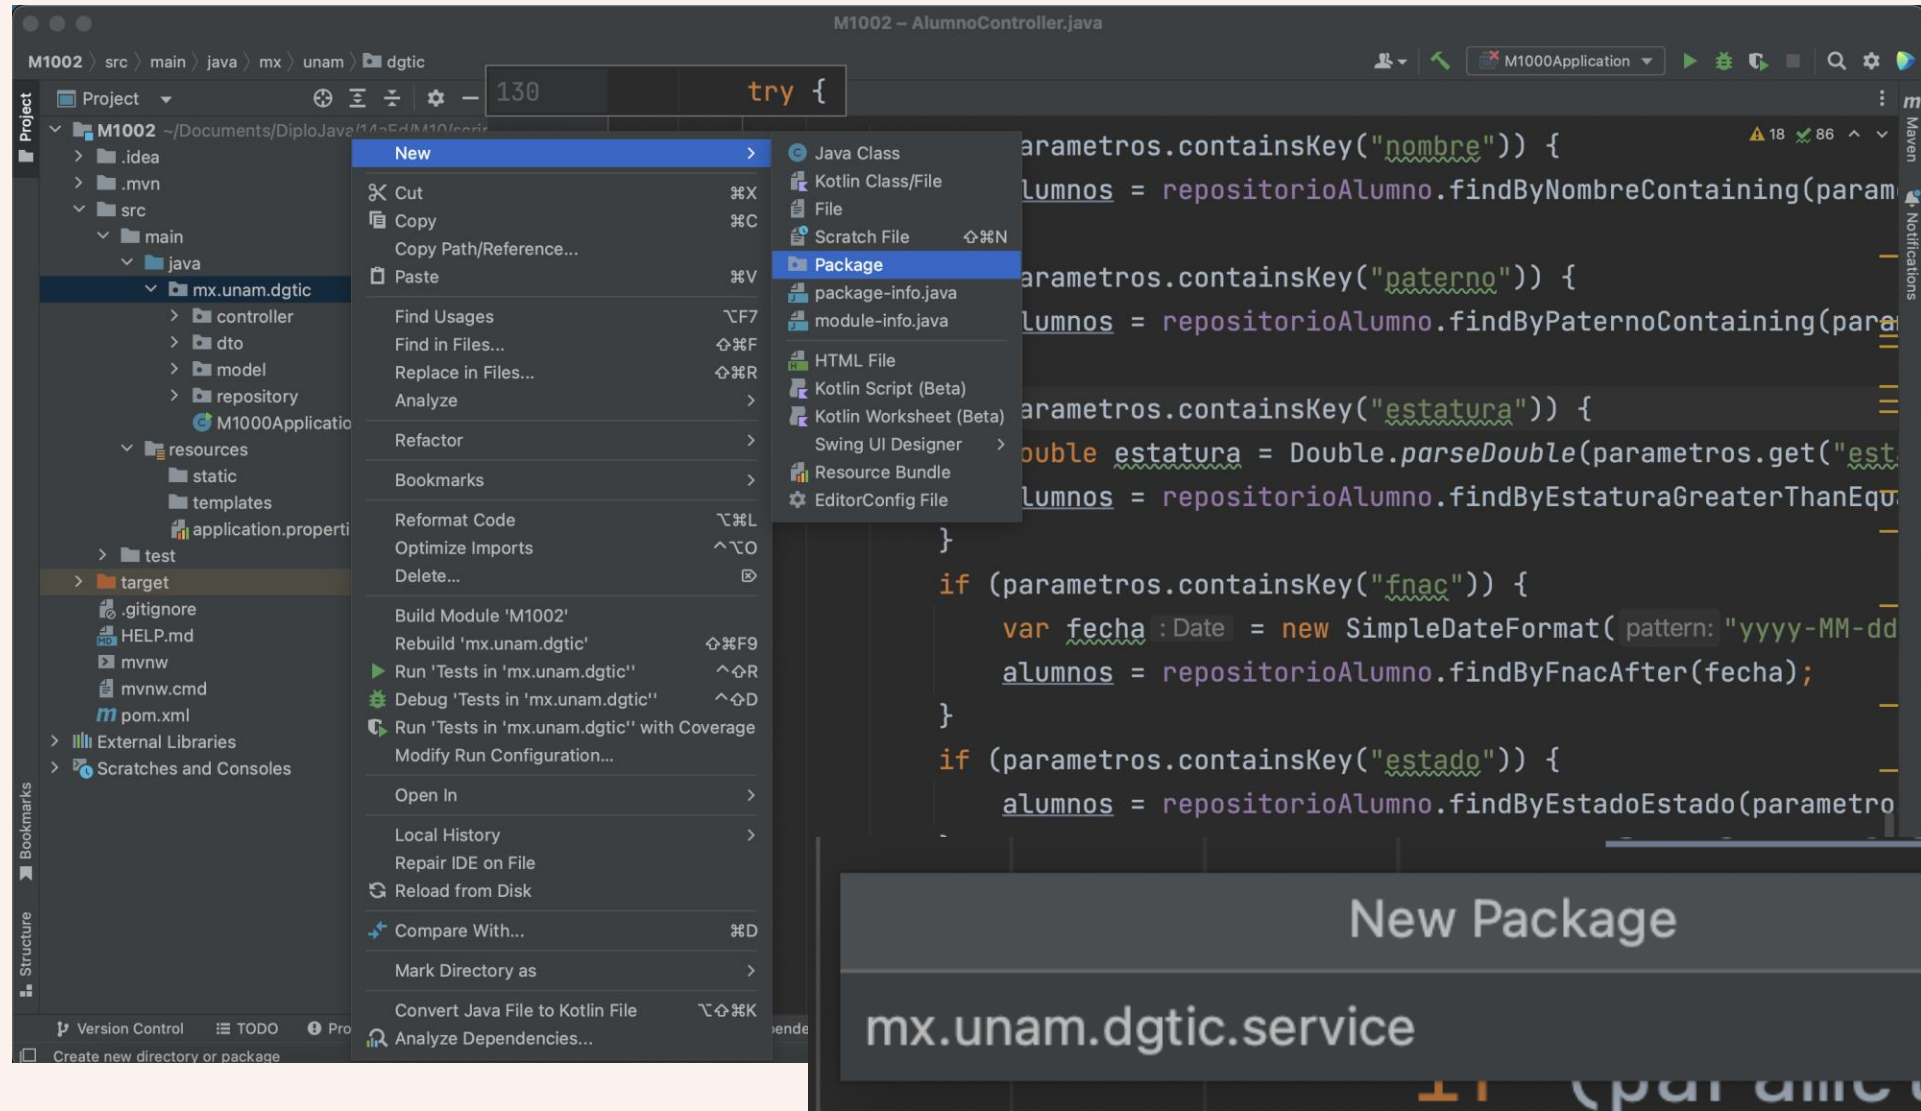 M1002 – AlumnoController.java
M1002 〉 src 〉 main 〉 java 〉 mx 〉 unam 〉 dgtic
M1000Application
Project
130 try {
Project
M1002 ~/Documents/DiploJava/14aEd/M10/scrip
.idea
.mvn
src
main
java
mx.unam.dgtic
controller
dto
model
repository
M1000Applicatio
resources
static
templates
application.properti
test
target
.gitignore
HELP.md
mvnw
mvnw.cmd
m pom.xml
External Libraries
Scratches and Consoles
Bookmarks
Structure
New >
Cut ⌘X
Copy ⌘C
Copy Path/Reference...
Paste ⌘V
Find Usages ⌥F7
Find in Files... ⇧⌘F
Replace in Files... ⇧⌘R
Analyze >
Refactor >
Bookmarks >
Reformat Code ⌥⌘L
Optimize Imports ^⌥O
Delete... ⌦
Build Module 'M1002'
Rebuild 'mx.unam.dgtic' ⇧⌘F9
Run 'Tests in 'mx.unam.dgtic'' ^⇧R
Debug 'Tests in 'mx.unam.dgtic'' ^⇧D
Run 'Tests in 'mx.unam.dgtic'' with Coverage
Modify Run Configuration...
Open In >
Local History >
Repair IDE on File
Reload from Disk
Compare With... ⌘D
Mark Directory as >
Convert Java File to Kotlin File ⌥⇧⌘K
Analyze Dependencies...
Java Class
Kotlin Class/File
File
Scratch File ⇧⌘N
Package
package-info.java
module-info.java
HTML File
Kotlin Script (Beta)
Kotlin Worksheet (Beta)
Swing UI Designer >
Resource Bundle
EditorConfig File
18 86
arametros.containsKey("nombre")) {
lumnos = repositorioAlumno.findByNombreContaining(param
arametros.containsKey("paterno")) {
lumnos = repositorioAlumno.findByPaternoContaining(para
arametros.containsKey("estatura")) {
ouble estatura = Double.parseDouble(parametros.get("est
lumnos = repositorioAlumno.findByEstaturaGreaterThanEqu
}
if (parametros.containsKey("fnac")) {
var fecha : Date = new SimpleDateFormat( pattern: "yyyy-MM-dd
alumnos = repositorioAlumno.findByFnacAfter(fecha);
}
if (parametros.containsKey("estado")) {
alumnos = repositorioAlumno.findByEstadoEstado(parametro
m Maven
Notifications
Version Control TODO Pro
pende
Create new directory or package
New Package
mx.unam.dgtic.service